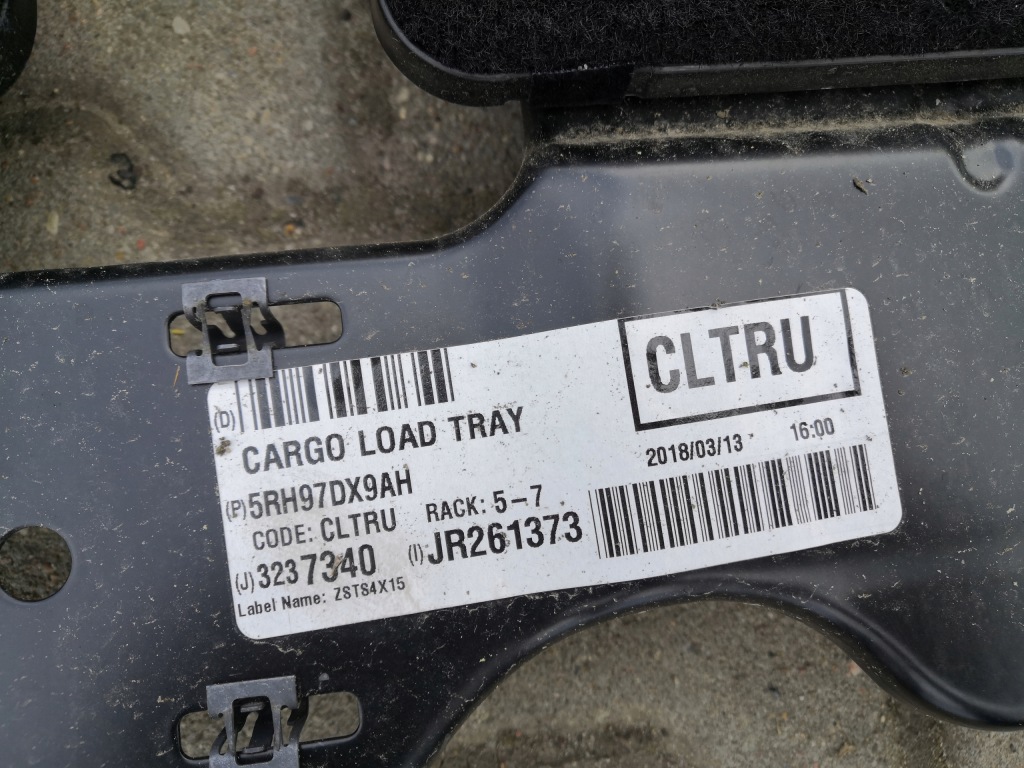 (D)
CLTRU
CARGO LOAD TRAY
2018/03/13 16:00
(P) 5RH97DX9AH
CODE: CLTRU RACK: 5-7
(J) 3237340 (I) JR261373
Label Name: ZSTS4X15